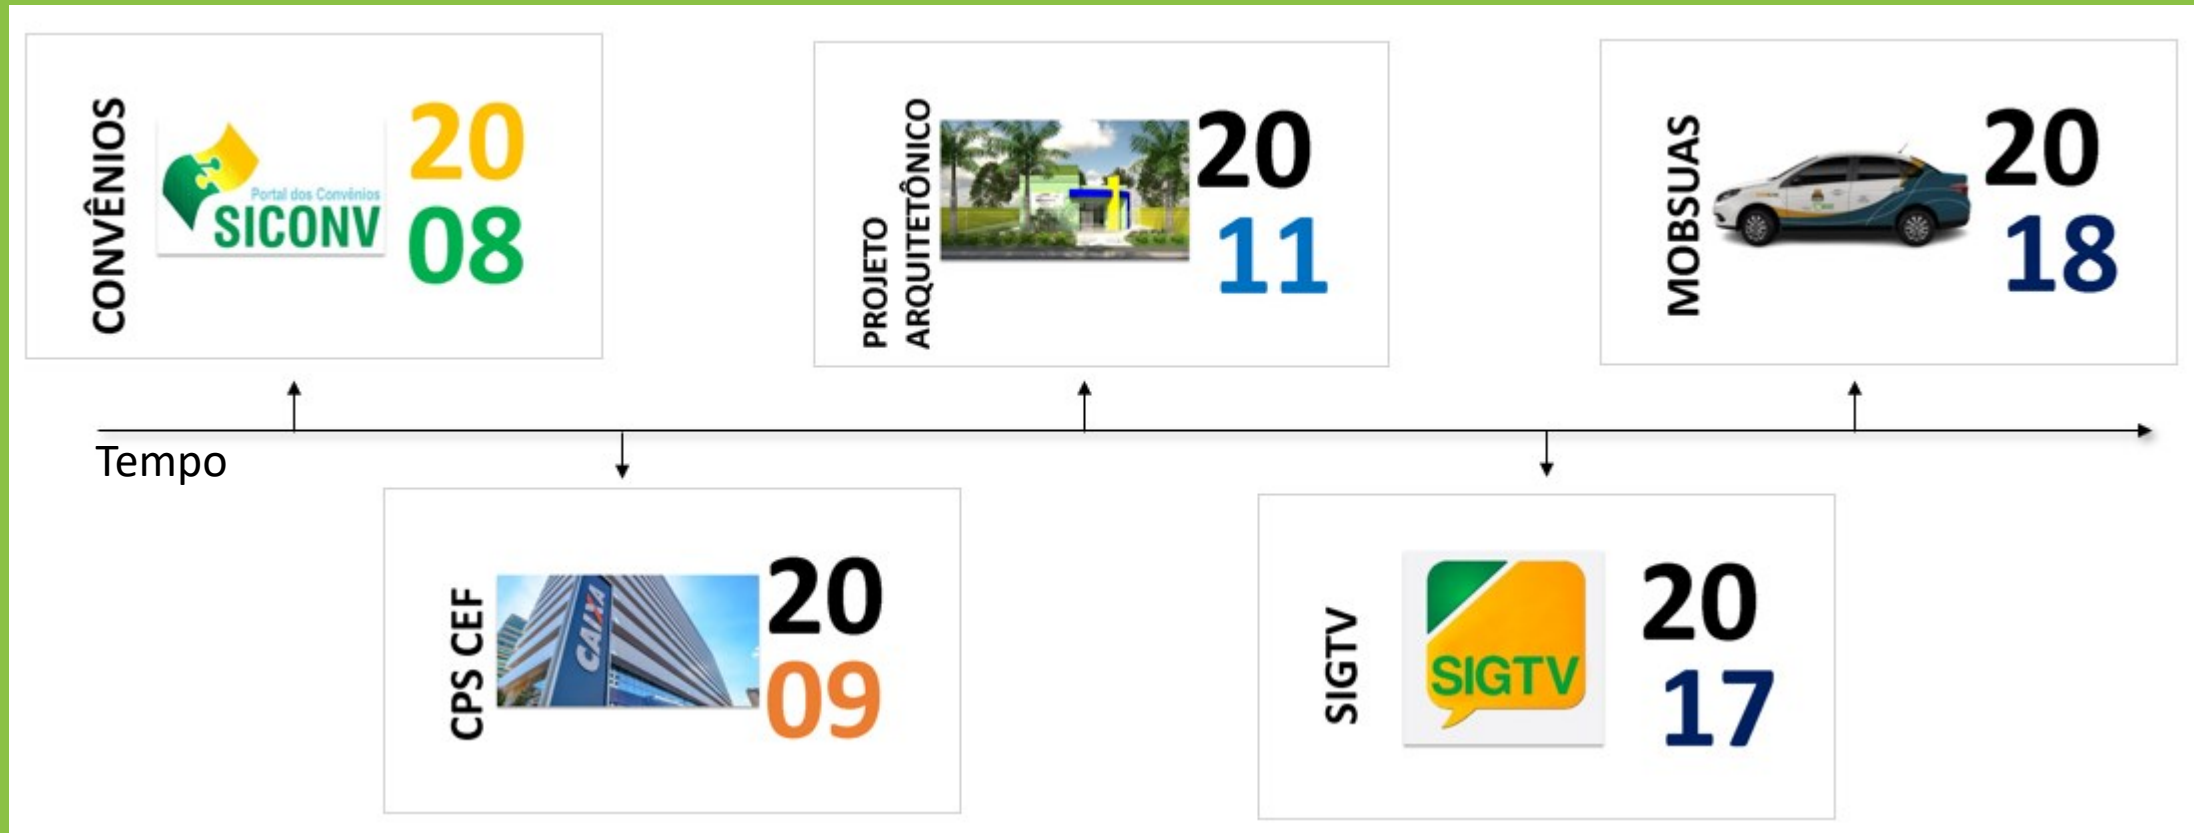 CONVÊNIOS
Portal dos Convênios
SICONV
20
08
PROJETO
ARQUITETÔNICO
20
11
MOBSUAS
20
18
Tempo
CPS CEF
CAIXA
20
09
SIGTV
SIGTV
20
17